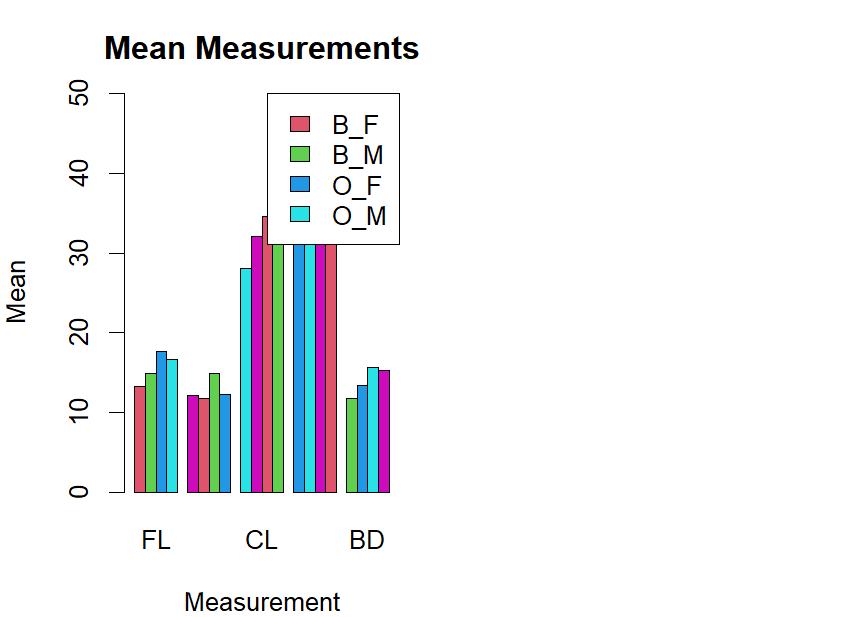 Mean Measurements
50
40
30
20
10
0
Mean
B_F
B_M
O_F
O_M
FL CL BD
Measurement